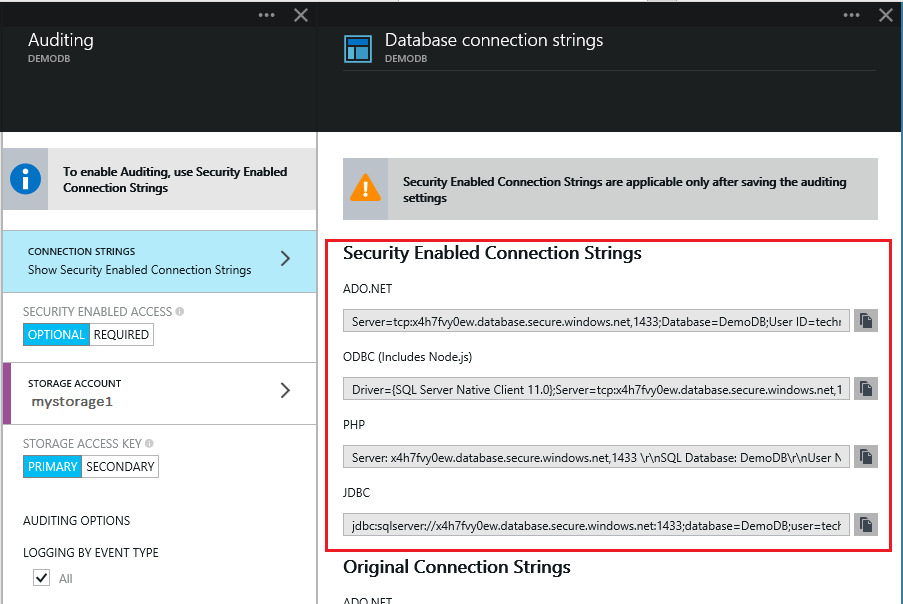 Auditing
DEMODB
To enable Auditing, use Security Enabled
Connection Strings
CONNECTION STRINGS
Show Security Enabled Connection Strings
SECURITY ENABLED ACCESS
OPTIONAL REQUIRED
STORAGE ACCOUNT
mystorage1
STORAGE ACCESS KEY
PRIMARY SECONDARY
AUDITING OPTIONS
LOGGING BY EVENT TYPE
All
Database connection strings
DEMODB
Security Enabled Connection Strings are applicable only after saving the auditing
settings
Security Enabled Connection Strings
ADO.NET
Server=tcp:x4h7fvy0ew.database.secure.windows.net,1433;Database=DemoDB;User ID=techn
ODBC (Includes Node.js)
Driver={SQL Server Native Client 11.0};Server=tcp:x4h7fvy0ew.database.secure.windows.net,1
PHP
Server: x4h7fvy0ew.database.secure.windows.net,1433 \r\nSQL Database: DemoDB\r\nUser N
JDBC
jdbc:sqlserver://x4h7fvy0ew.database.secure.windows.net:1433;database=DemoDB;user=tech
Original Connection Strings
ADO.NET